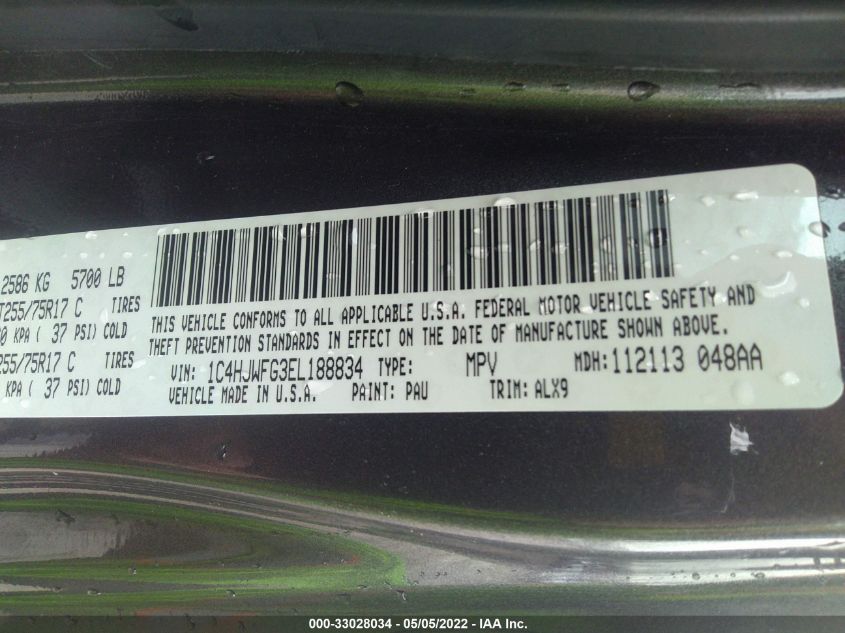 2586 KG 5700 LB
255/75R17 C TIRES
KPA ( 37 PSI) COLD
255/75R17 C TIRES
KPA ( 37 PSI) COLD
THIS VEHICLE CONFORMS TO ALL APPLICABLE U.S.A. FEDERAL MOTOR VEHICLE SAFETY AND
THEFT PREVENTION STANDARDS IN EFFECT ON THE DATE OF MANUFACTURE SHOWN ABOVE.
VIN: 1C4HJWFG3EL188834 TYPE: MPV MDH:112113 048AA
VEHICLE MADE IN U.S.A. PAINT: PAU TRIM: ALX9
000-33028034 - 05/05/2022 - IAA Inc.